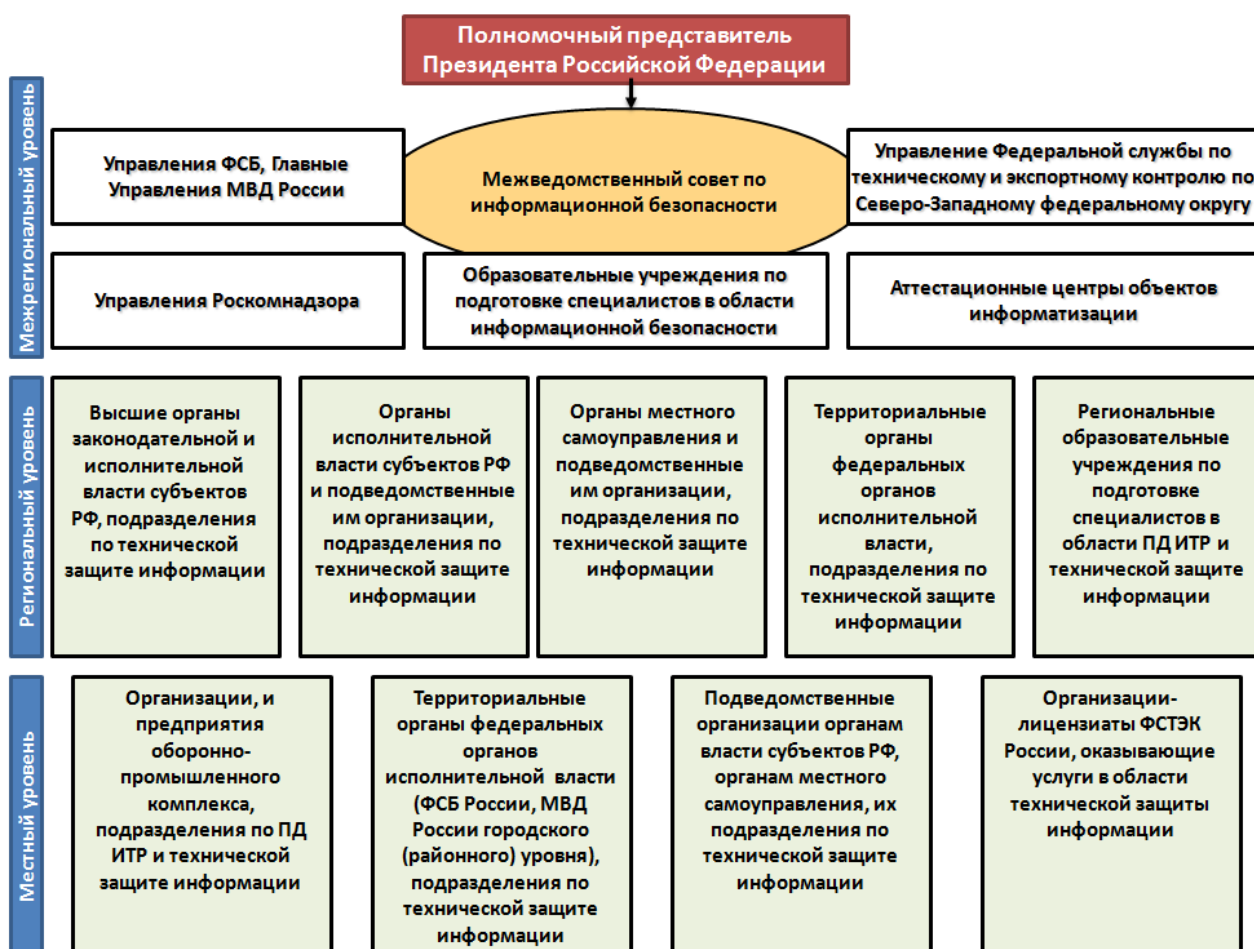 Полномочный представитель
Президента Российской Федерации
Межрегиональный уровень
Управления ФСБ, Главные
Управления МВД России
Межведомственный совет по
информационной безопасности
Управление Федеральной службы по
техническому и экспортному контролю по
Северо-Западному федеральному округу
Управления Роскомнадзора
Образовательные учреждения по
подготовке специалистов в области
информационной безопасности
Аттестационные центры объектов
информатизации
Региональный уровень
Высшие органы
законодательной и
исполнительной
власти субъектов
РФ, подразделения
по технической
защите информации
Органы
исполнительной
власти субъектов РФ
и подведомственные
им организации,
подразделения по
технической защите
информации
Органы местного
самоуправления и
подведомственные
им организации,
подразделения по
технической защите
информации
Территориальные
органы
федеральных
органов
исполнительной
власти,
подразделения по
технической защите
информации
Региональные
образовательные
учреждения по
подготовке
специалистов в
области ПД ИТР и
технической защите
информации
Местный уровень
Организации, и
предприятия
оборонно-
промышленного
комплекса,
подразделения по ПД
ИТР и технической
защите информации
Территориальные
органы федеральных
органов
исполнительной власти
(ФСБ России, МВД
России городского
(районного) уровня),
подразделения по
технической защите
информации
Подведомственные
организации органам
власти субъектов РФ,
органам местного
самоуправления, их
подразделения по
технической защите
информации
Организации-
лицензиаты ФСТЭК
России, оказывающие
услуги в области
технической защиты
информации